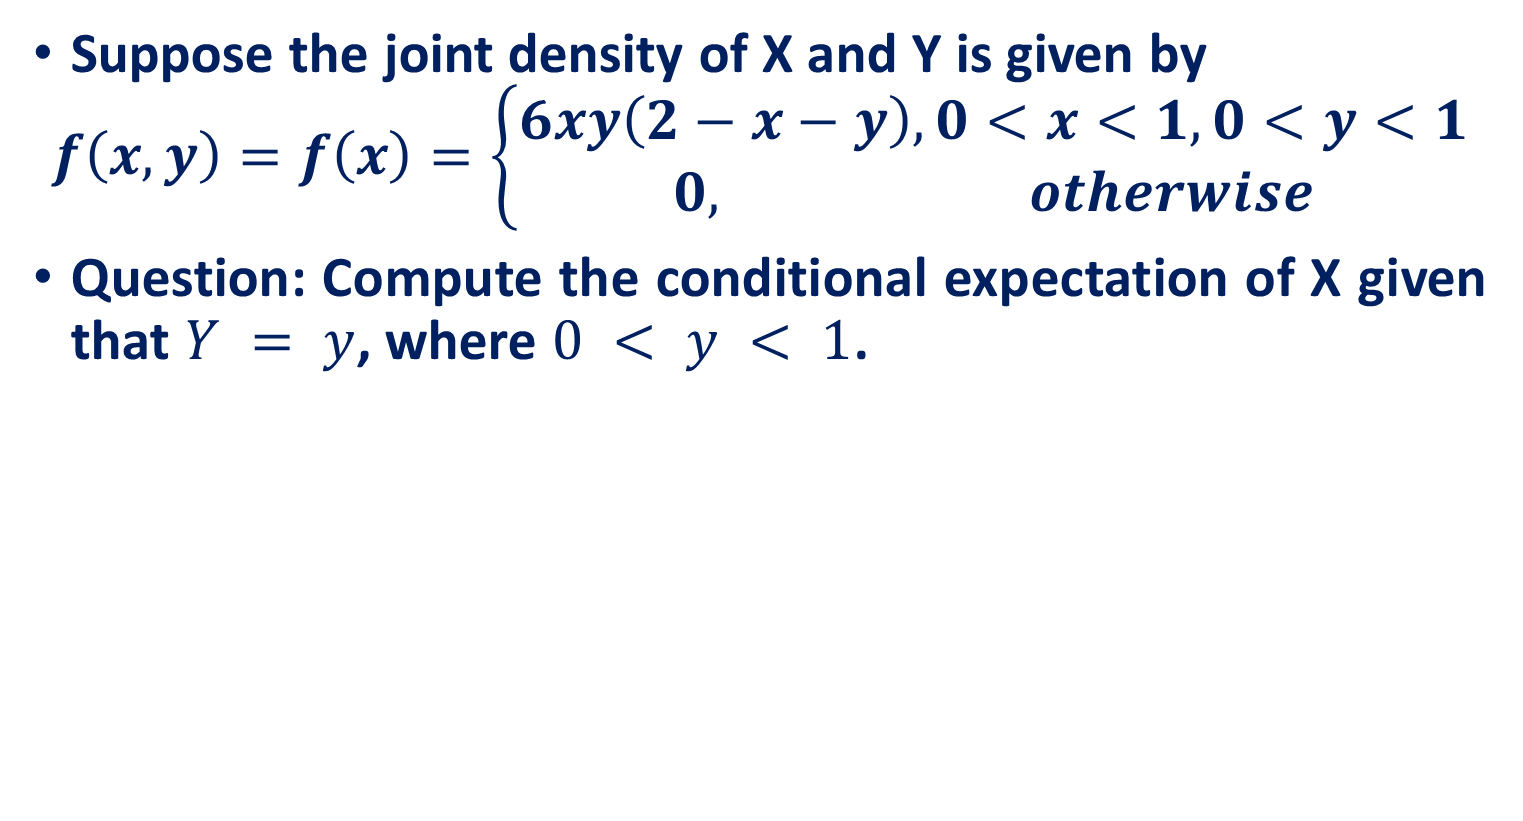 • Suppose the joint density of X and Y is given by
f(x, y) = f(x) = { 6xy(2 − x − y), 0 < x < 1, 0 < y < 1
0, otherwise
• Question: Compute the conditional expectation of X given
that Y = y, where 0 < y < 1.